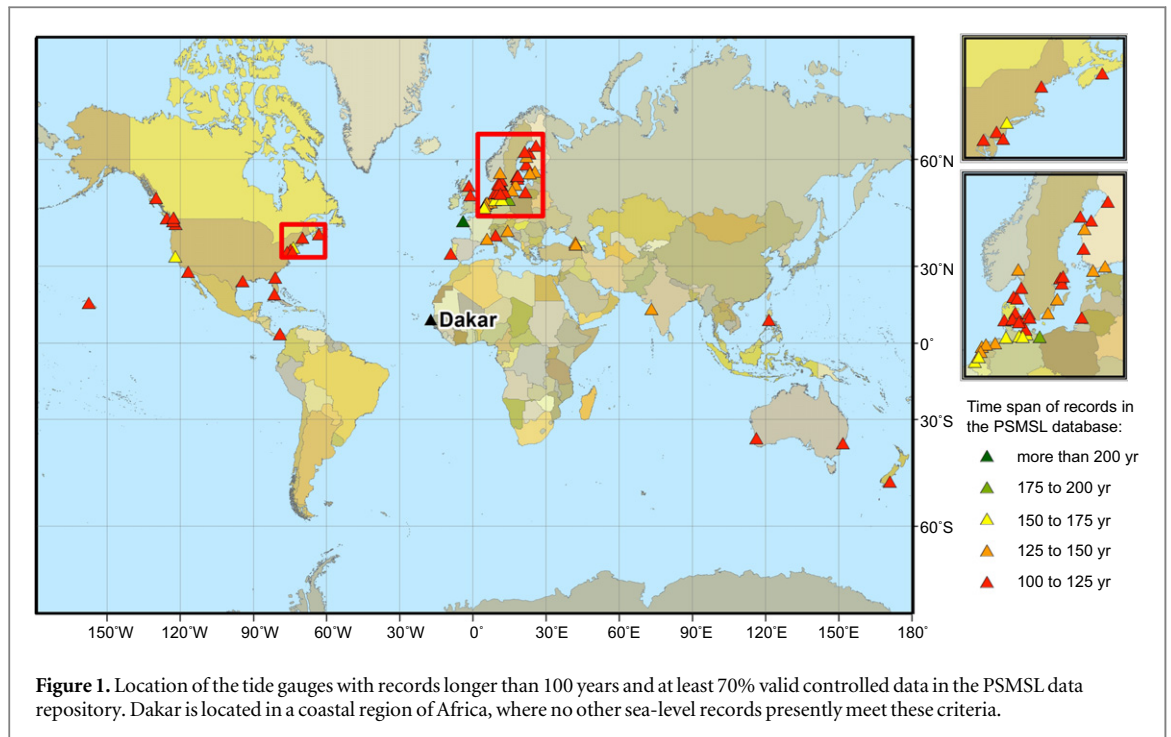 60°N
30°N
Dakar
0°
30°S
60°S
150°W 120°W 90°W 60°W 30°W 0° 30°E 60°E 90°E 120°E 150°E 180°
Time span of records in
the PSMSL database:
more than 200 yr
175 to 200 yr
150 to 175 yr
125 to 150 yr
100 to 125 yr
Figure 1. Location of the tide gauges with records longer than 100 years and at least 70% valid controlled data in the PSMSL data
repository. Dakar is located in a coastal region of Africa, where no other sea-level records presently meet these criteria.